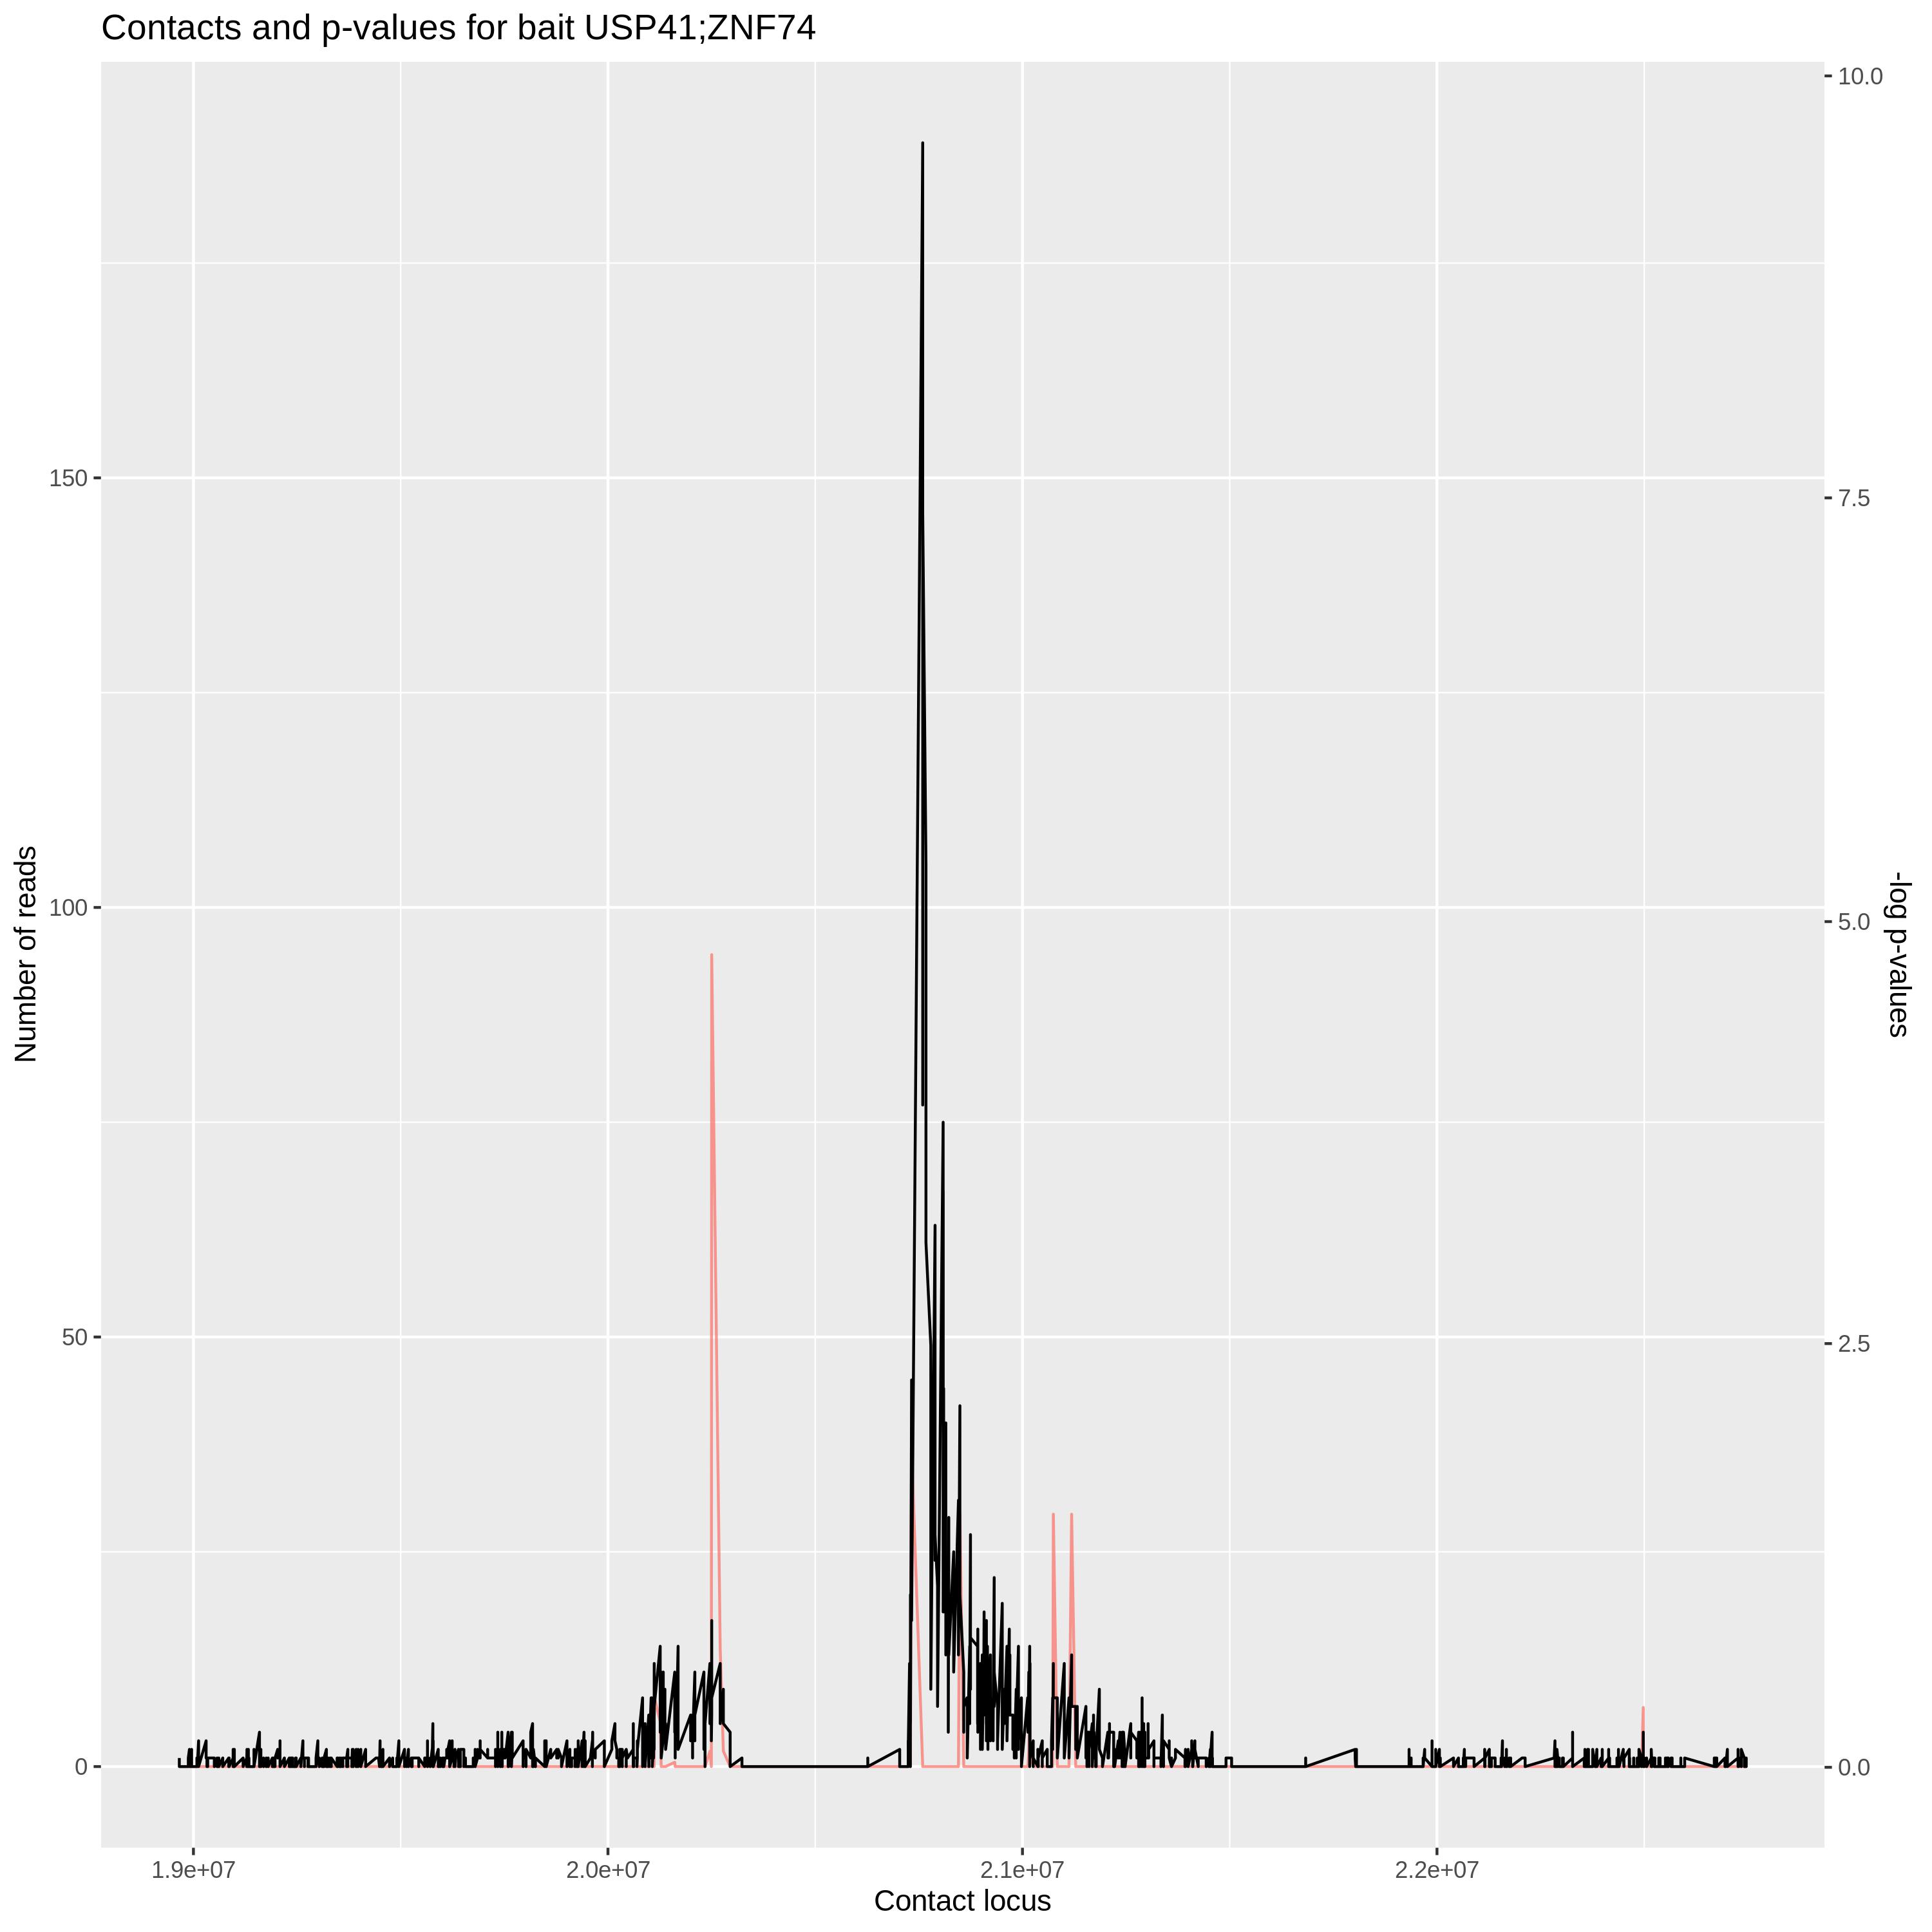 Contacts and p-values for bait USP41;ZNF74
Number of reads
150
100
50
0
10.0
7.5
5.0
2.5
0.0
-log p-values
1.9e+07
2.0e+07
2.1e+07
2.2e+07
Contact locus